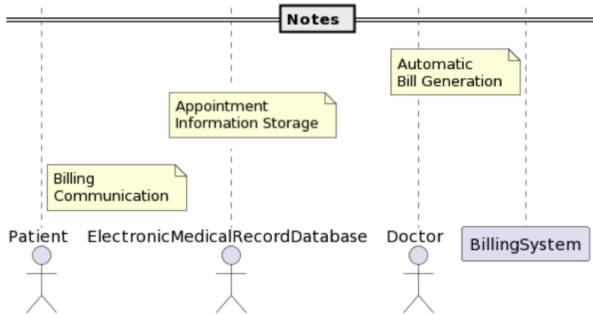 Notes
Automatic
Bill Generation
Appointment
Information Storage
Billing
Communication
Patient
ElectronicMedicalRecordDatabase
Doctor
BillingSystem